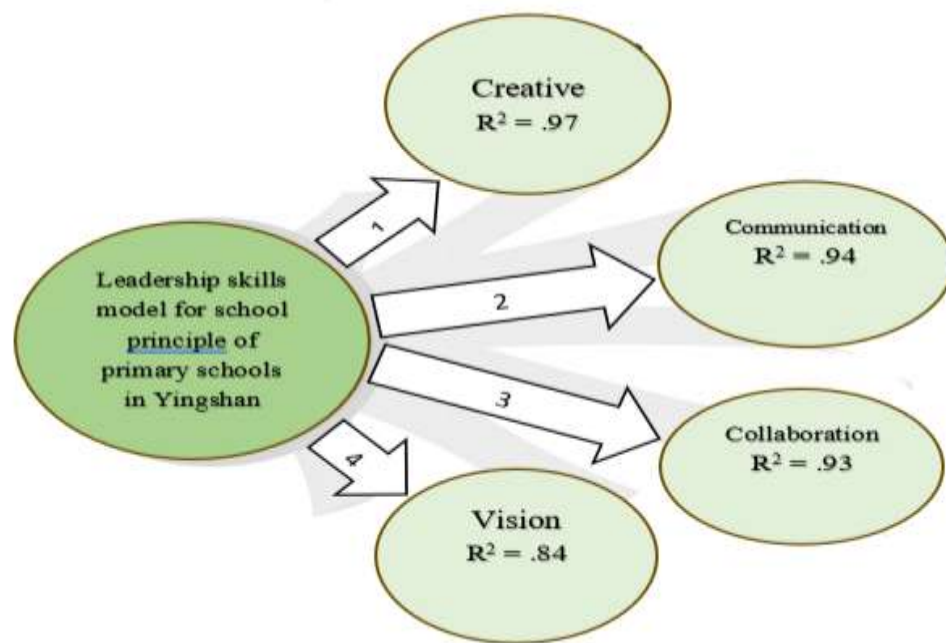 Creative
R² = .97
1
Communication
R² = .94
2
Leadership skills
model for school
principle of
primary schools
in Yingshan
3
Collaboration
R² = .93
4
Vision
R² = .84